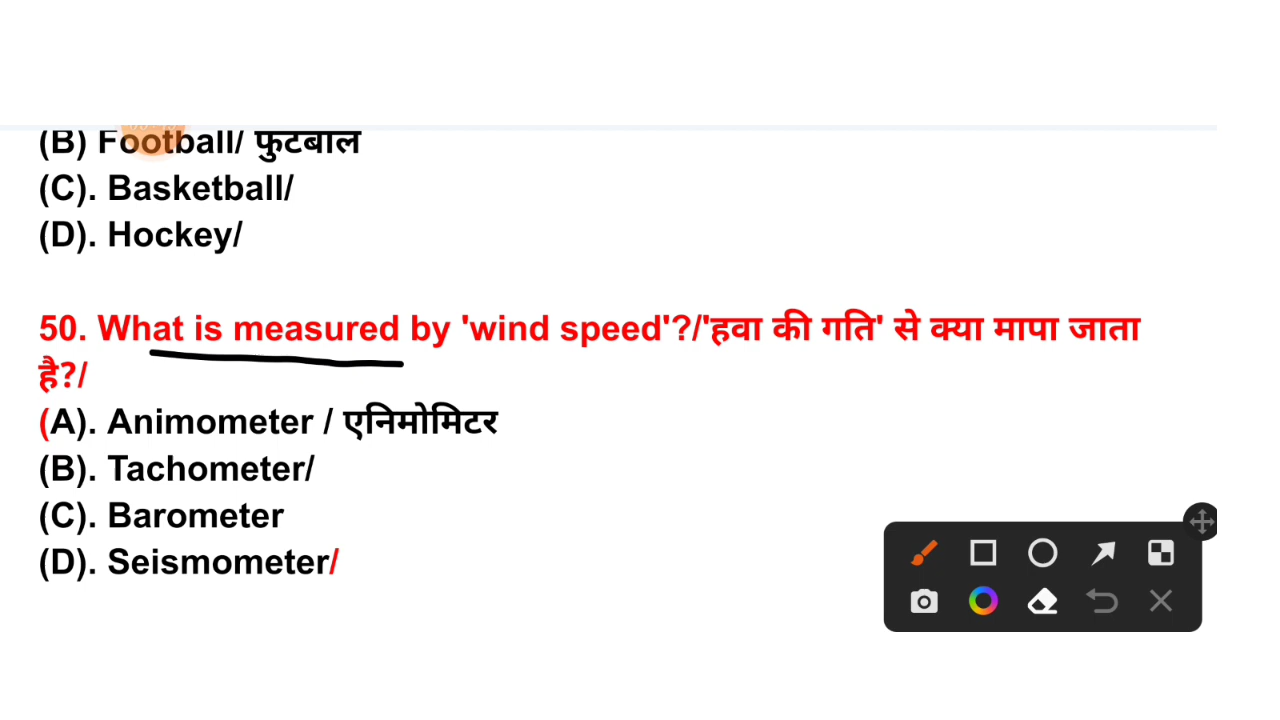 (B) Football/ फुटबाल
(C). Basketball/
(D). Hockey/
50. What is measured by 'wind speed'?/'हवा की गति' से क्या मापा जाता
है?/
(A). Animometer / एनिमोमिटर
(B). Tachometer/
(C). Barometer
(D). Seismometer/